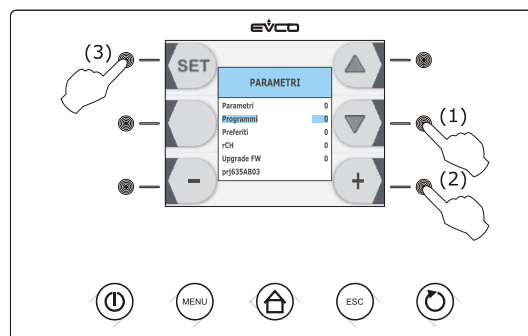 EVCO
(3)
SET
PARAMETRI
Parametri 0
Programmi 0
Preferiti 0
rCH 0
Upgrade FW 0
prj635AB03
(1)
(2)
-
+
MENU
ESC